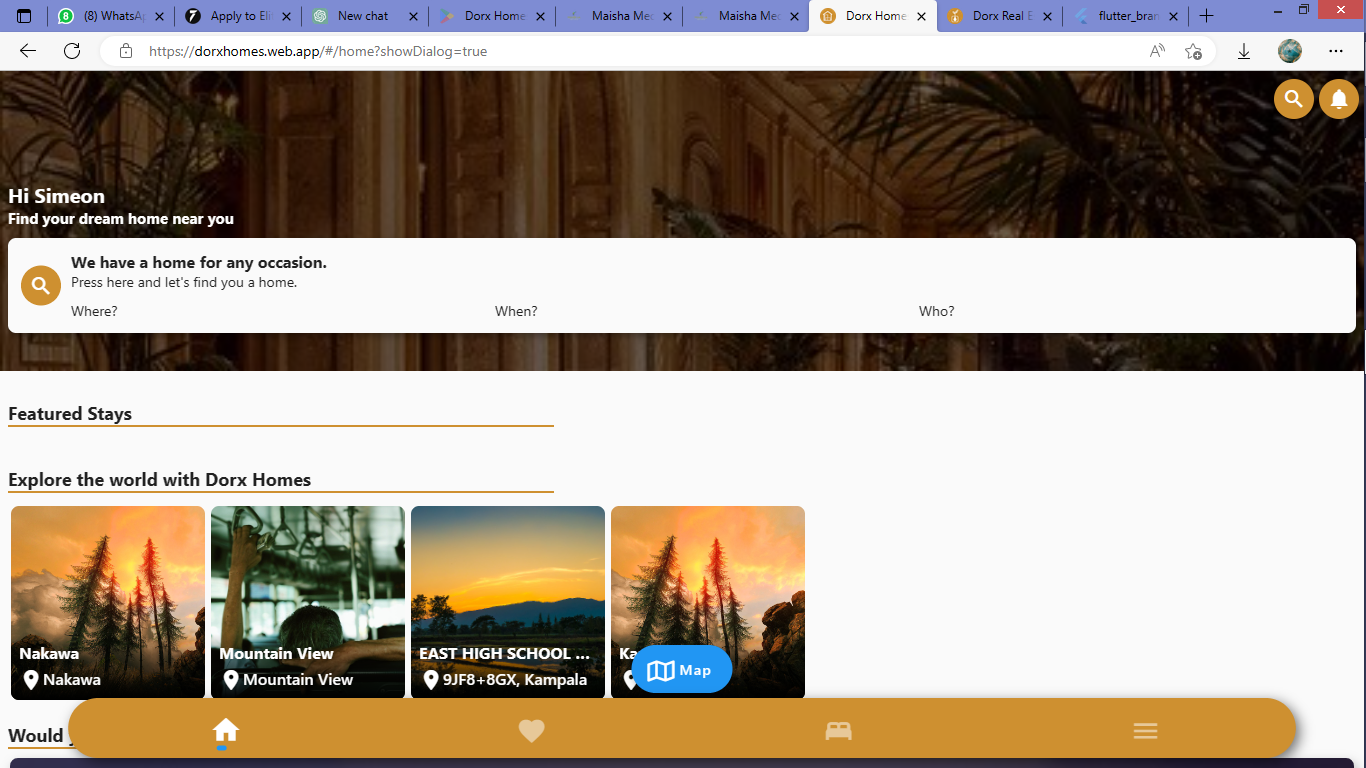 (8) WhatsA
Apply to Eli
New chat
Dorx Home
Maisha Med
Maisha Med
Dorx Home
Dorx Real E
flutter_bran
https://dorxhomes.web.app/#/home?showDialog=true
Hi Simeon
Find your dream home near you
We have a home for any occasion.
Press here and let's find you a home.
Where? When? Who?
Featured Stays
Explore the world with Dorx Homes
Nakawa
Nakawa
Mountain View
Mountain View
EAST HIGH SCHOOL ...
9JF8+8GX, Kampala
Ka
Map
Would